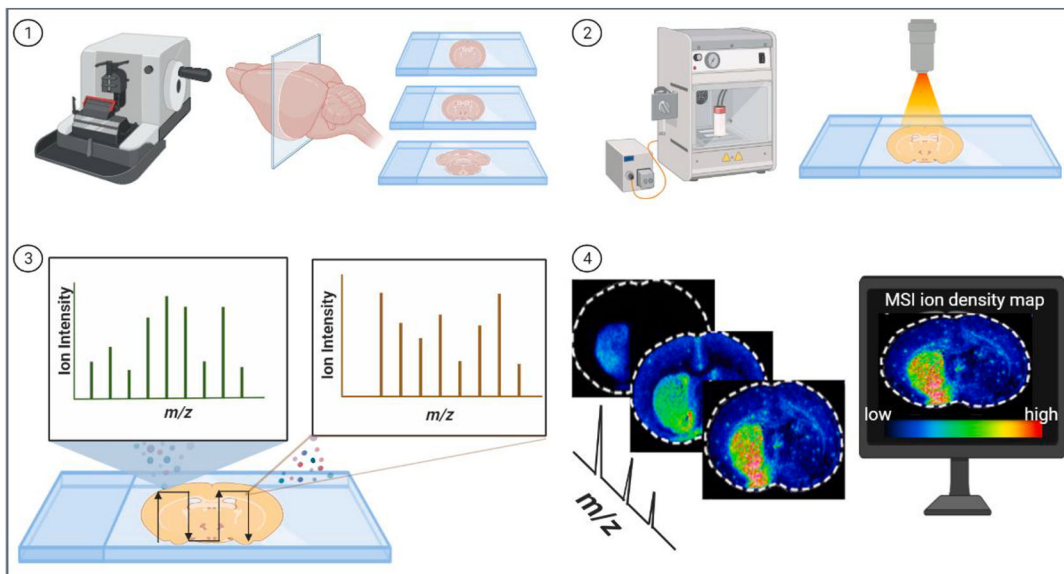 1
2
3
Ion Intensity
m/z
Ion Intensity
m/z
4
m/z
MSI ion density map
low
high